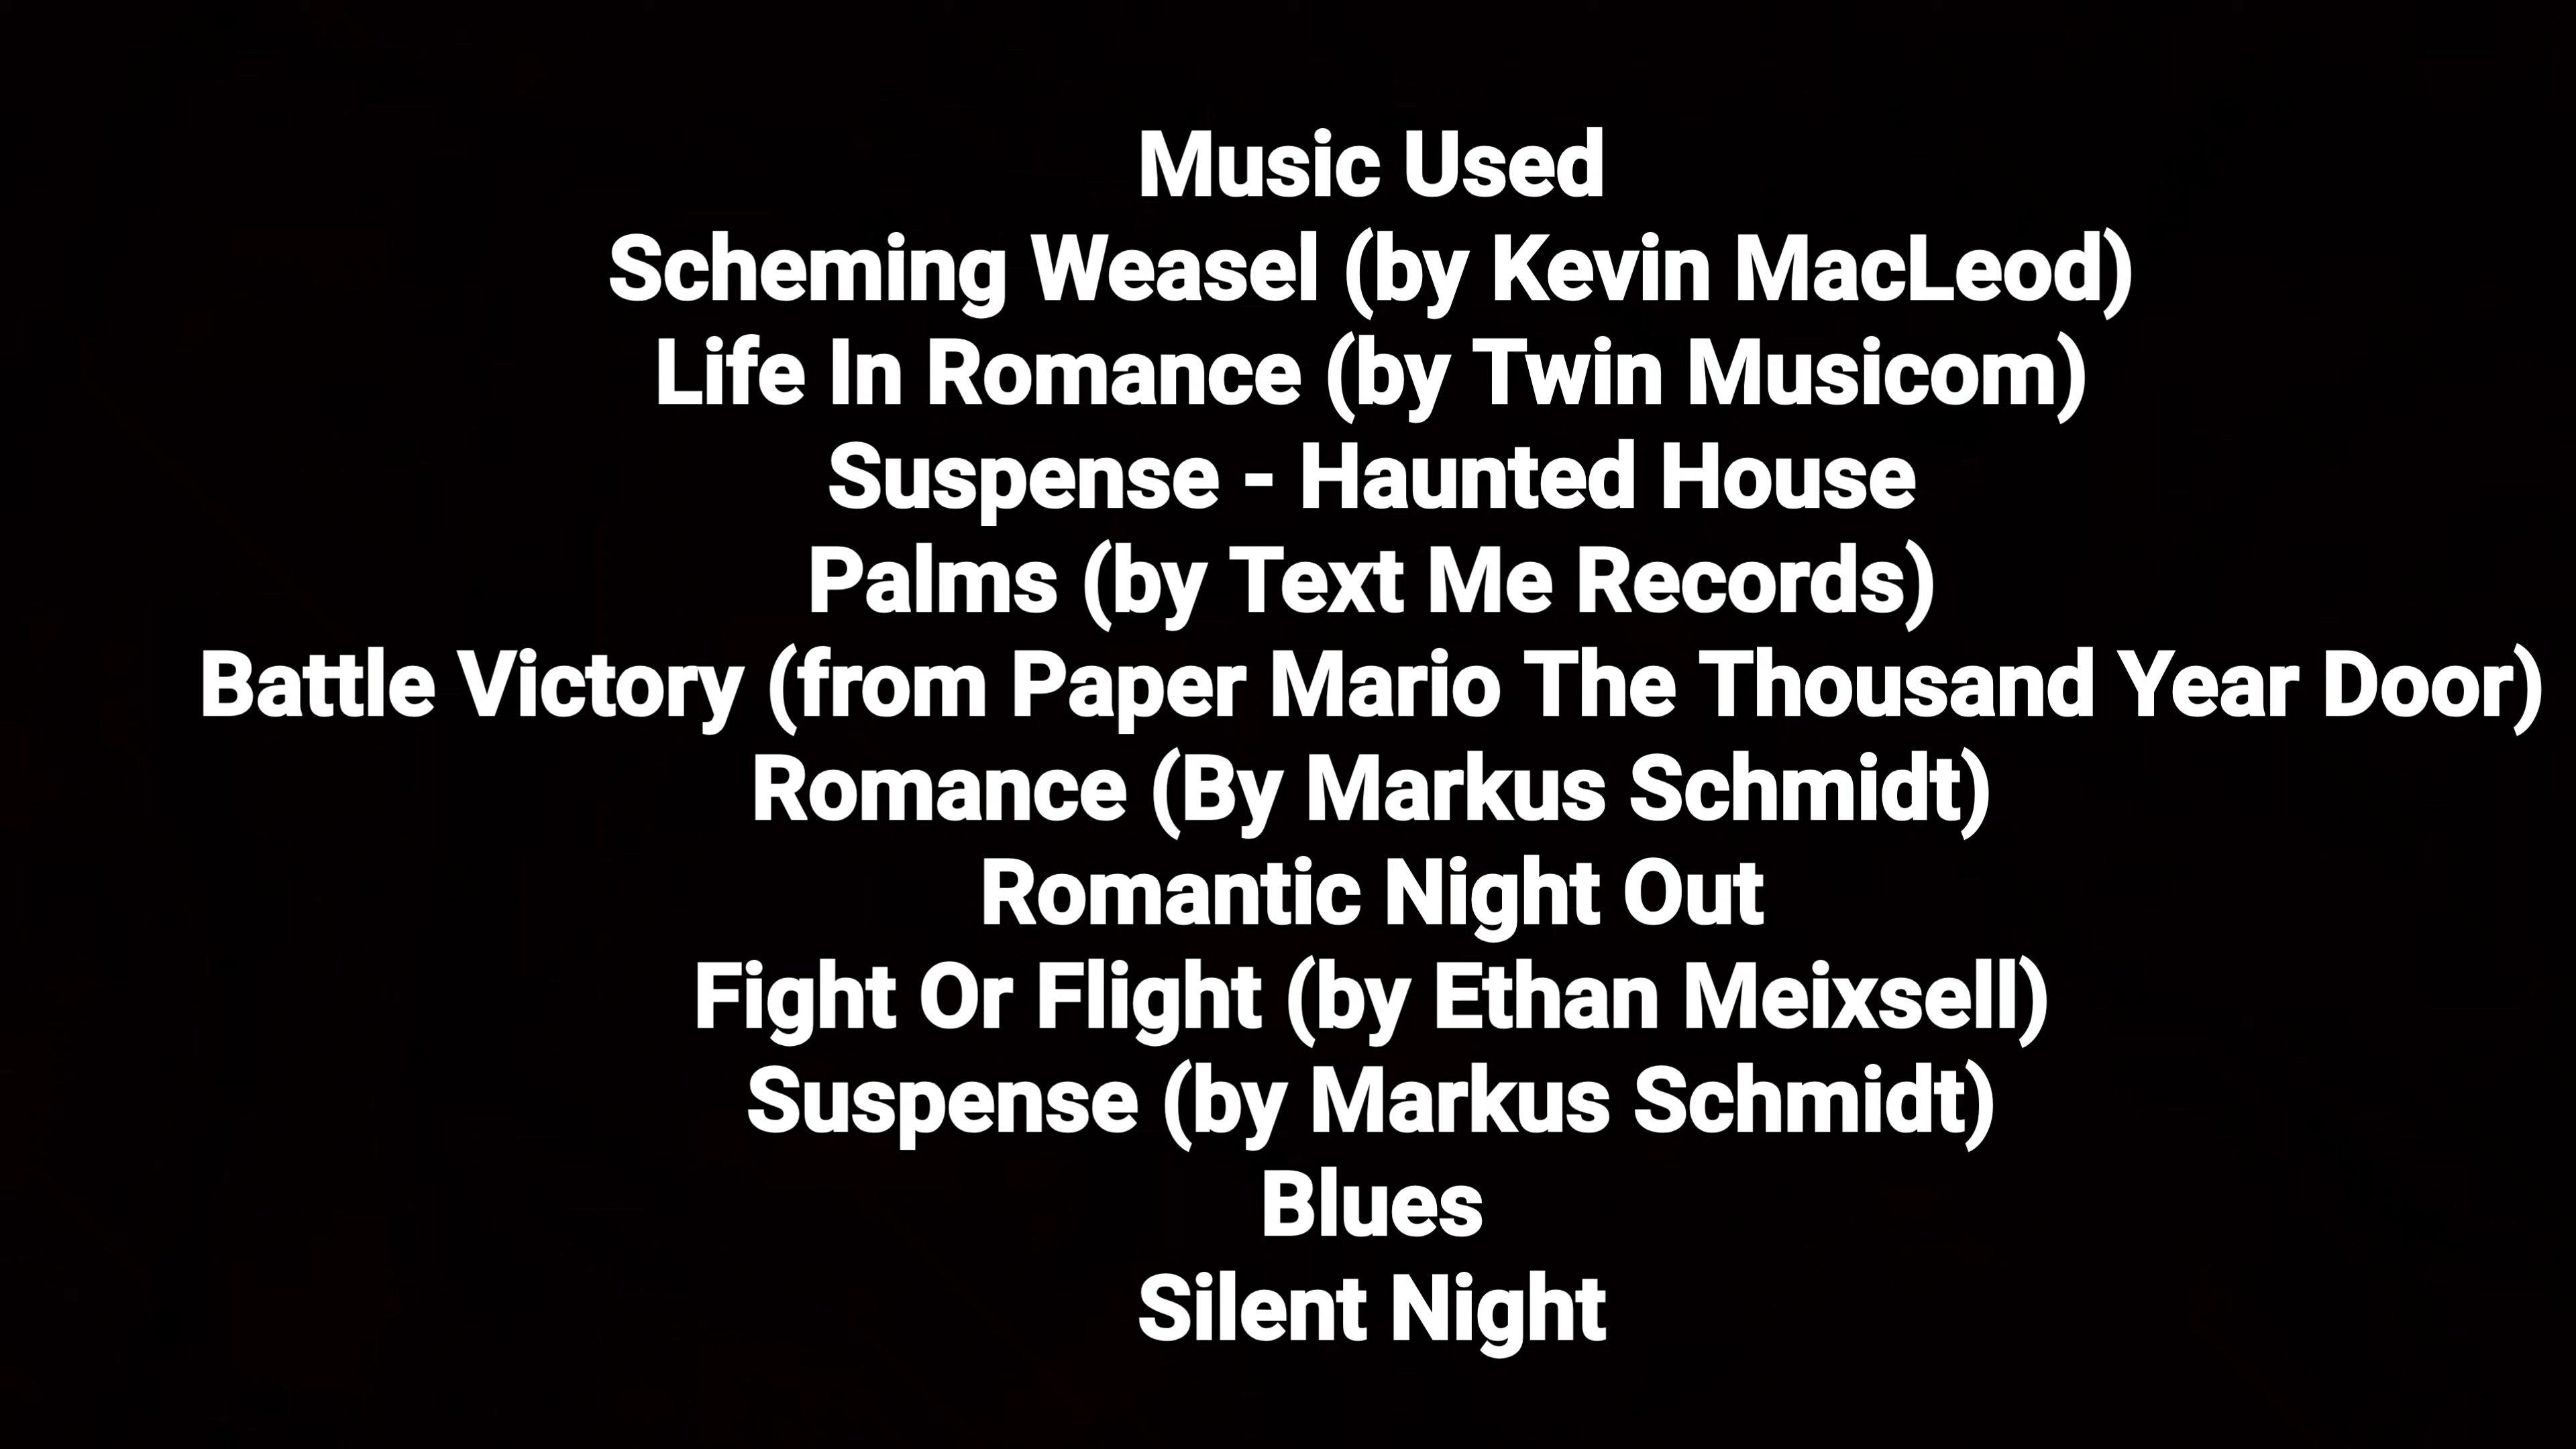 Music Used
Scheming Weasel (by Kevin MacLeod)
Life In Romance (by Twin Musicom)
Suspense - Haunted House
Palms (by Text Me Records)
Battle Victory (from Paper Mario The Thousand Year Door)
Romance (By Markus Schmidt)
Romantic Night Out
Fight Or Flight (by Ethan Meixsell)
Suspense (by Markus Schmidt)
Blues
Silent Night